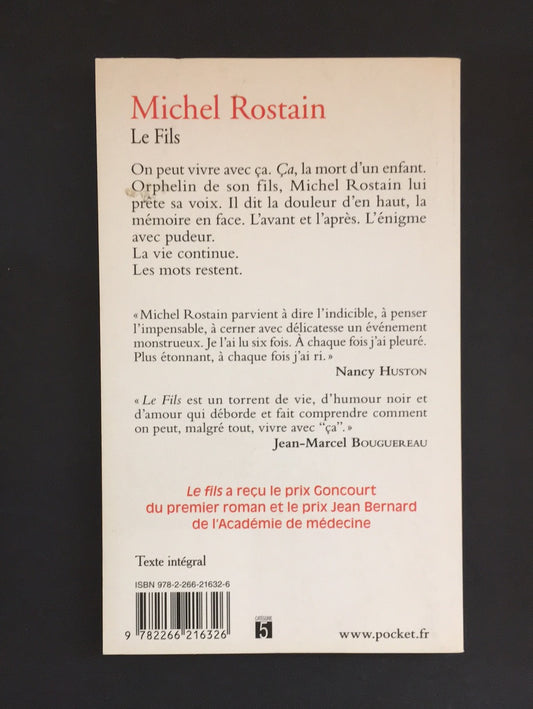 Michel Rostain
Le Fils
On peut vivre avec ça. Ça, la mort d'un enfant.
Orphelin de son fils, Michel Rostain lui
prête sa voix. Il dit la douleur d'en haut, la
mémoire en face. L'avant et l'après. L'énigme
avec pudeur.
La vie continue.
Les mots restent.
« Michel Rostain parvient à dire l'indicible, à penser
l'impensable, à cerner avec délicatesse un événement
monstrueux. Je l'ai lu six fois. À chaque fois j'ai pleuré.
Plus étonnant, à chaque fois j'ai ri. »
Nancy HUSTON
« Le Fils est un torrent de vie, d'humour noir et
d'amour qui déborde et fait comprendre comment
on peut, malgré tout, vivre avec "ça". »
Jean-Marcel BOUGUEREAU
Le fils a reçu le prix Goncourt
du premier roman et le prix Jean Bernard
de l'Académie de médecine
Texte intégral
ISBN 978-2-266-21632-6
9 782266 216326
CATÉGORIE
5
www.pocket.fr